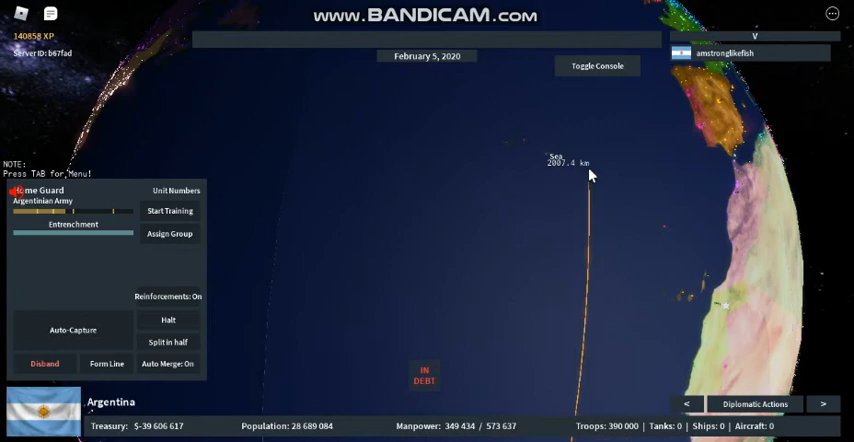 www.BANDICAM.com
140858 XP
Server ID: b67fad
February 5, 2020
V
amstronglikefish
Toggle Console
Sea
2007.4 km
NOTE:
Press TAB for Menu!
ome Guard
Unit Numbers
Argentinian Army
Start Training
Entrenchment
Assign Group
Reinforcements: On
Auto-Capture
Halt
Split in half
Disband
Form Line
Auto Merge: On
IN
DEBT
Argentina
<
Diplomatic Actions
>
Treasury: $-39 606 617
Population: 28 689 084
Manpower: 349 434 / 573 637
Troops: 390 000 | Tanks: 0 | Ships: 0 | Aircraft: 0